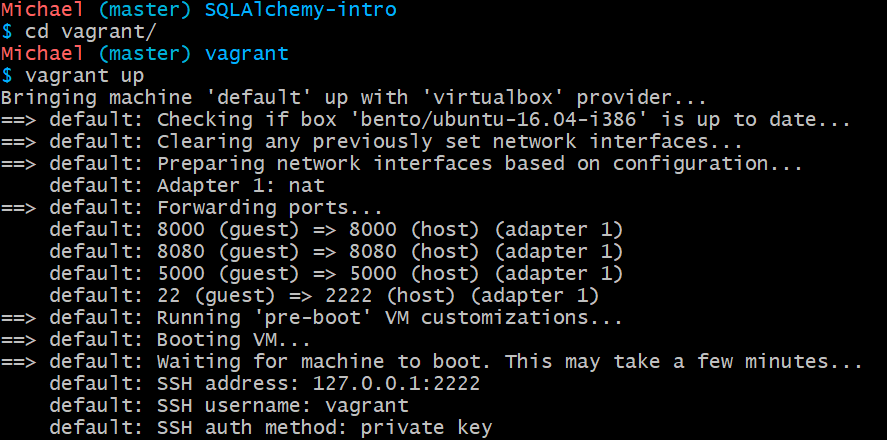 Michael (master) SQLAlchemy-intro
$ cd vagrant/
Michael (master) vagrant
$ vagrant up
Bringing machine 'default' up with 'virtualbox' provider...
==> default: Checking if box 'bento/ubuntu-16.04-i386' is up to date...
==> default: Clearing any previously set network interfaces...
==> default: Preparing network interfaces based on configuration...
    default: Adapter 1: nat
==> default: Forwarding ports...
    default: 8000 (guest) => 8000 (host) (adapter 1)
    default: 8080 (guest) => 8080 (host) (adapter 1)
    default: 5000 (guest) => 5000 (host) (adapter 1)
    default: 22 (guest) => 2222 (host) (adapter 1)
==> default: Running 'pre-boot' VM customizations...
==> default: Booting VM...
==> default: Waiting for machine to boot. This may take a few minutes...
    default: SSH address: 127.0.0.1:2222
    default: SSH username: vagrant
    default: SSH auth method: private key